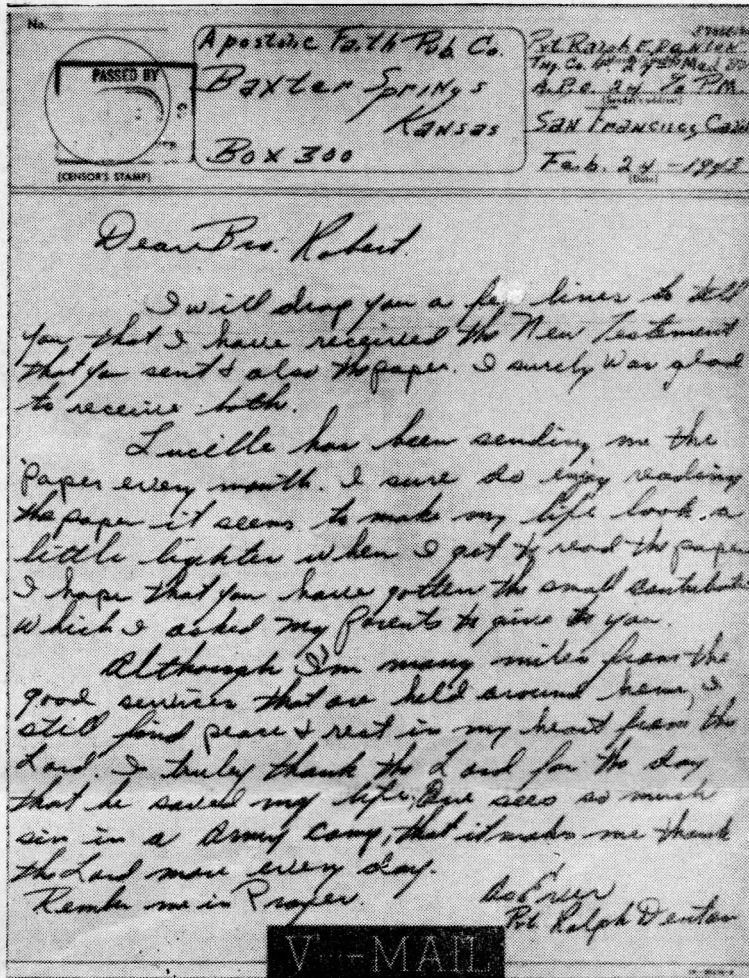 No.
PASSED BY
[CENSOR'S STAMP]
Apostolic Faith Pub Co.
Baxter Springs
Kansas
Box 300
Pvt. Ralph E. Denton
A.P.O. 24 % P.M.
San Francisco Calif
Feb. 24 - 1943
(Date)
Dear Bro. Robert.
I will drop you a few lines to tell
you that I have received the New Testament
that you sent & also the paper. I surely was glad
to receive both.
Lucille has been sending me the
paper every month. I sure do enjoy reading
the paper it seems to make my life look a
little lighter when I get to read the paper
I hope that you have gotten the small contribution
which I asked my Parents to give to you.
Although I'm many miles from the
good services that are held around home, I
still find peace & rest in my heart from the
Lord. I truly thank the Lord for the day
that he saved my life, One sees so much
sin in a Army Camp, that it makes me thank
the Lord more every day.
Rember me in Prayer.
As Ever
Pvt. Ralph Denton
V---MAIL